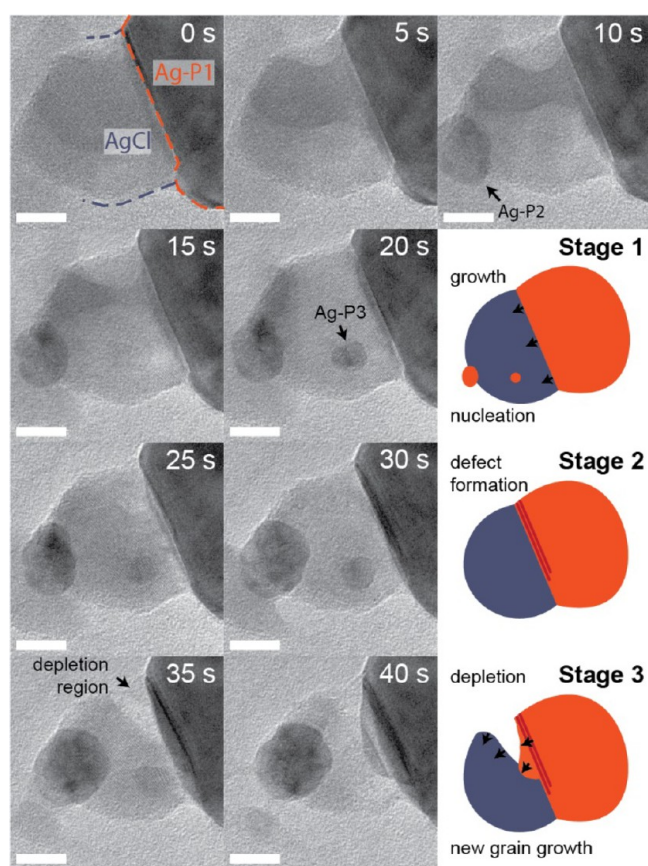 0 s
Ag-P1
AgCl
5 s
10 s
Ag-P2
15 s
20 s
Ag-P3
Stage 1
growth
nucleation
25 s
30 s
Stage 2
defect
formation
35 s
depletion
region
40 s
Stage 3
depletion
new grain growth